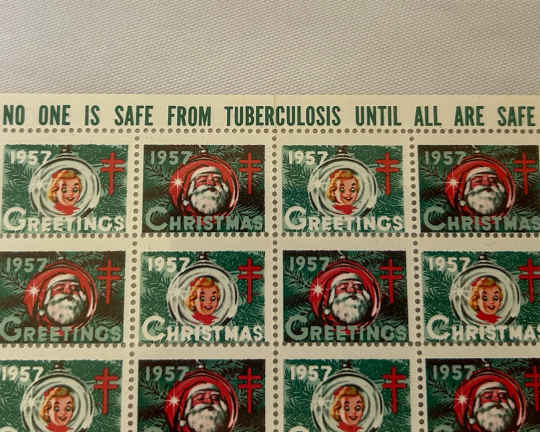 NO ONE IS SAFE FROM TUBERCULOSIS UNTIL ALL ARE SAFE
1957 1957 1957 1957
GREETINGS CHRISTMAS GREETINGS CHRISTMAS
1957 1957 1957 1957
GREETINGS CHRISTMAS GREETINGS CHRISTMAS
1957 1957 1957 1957